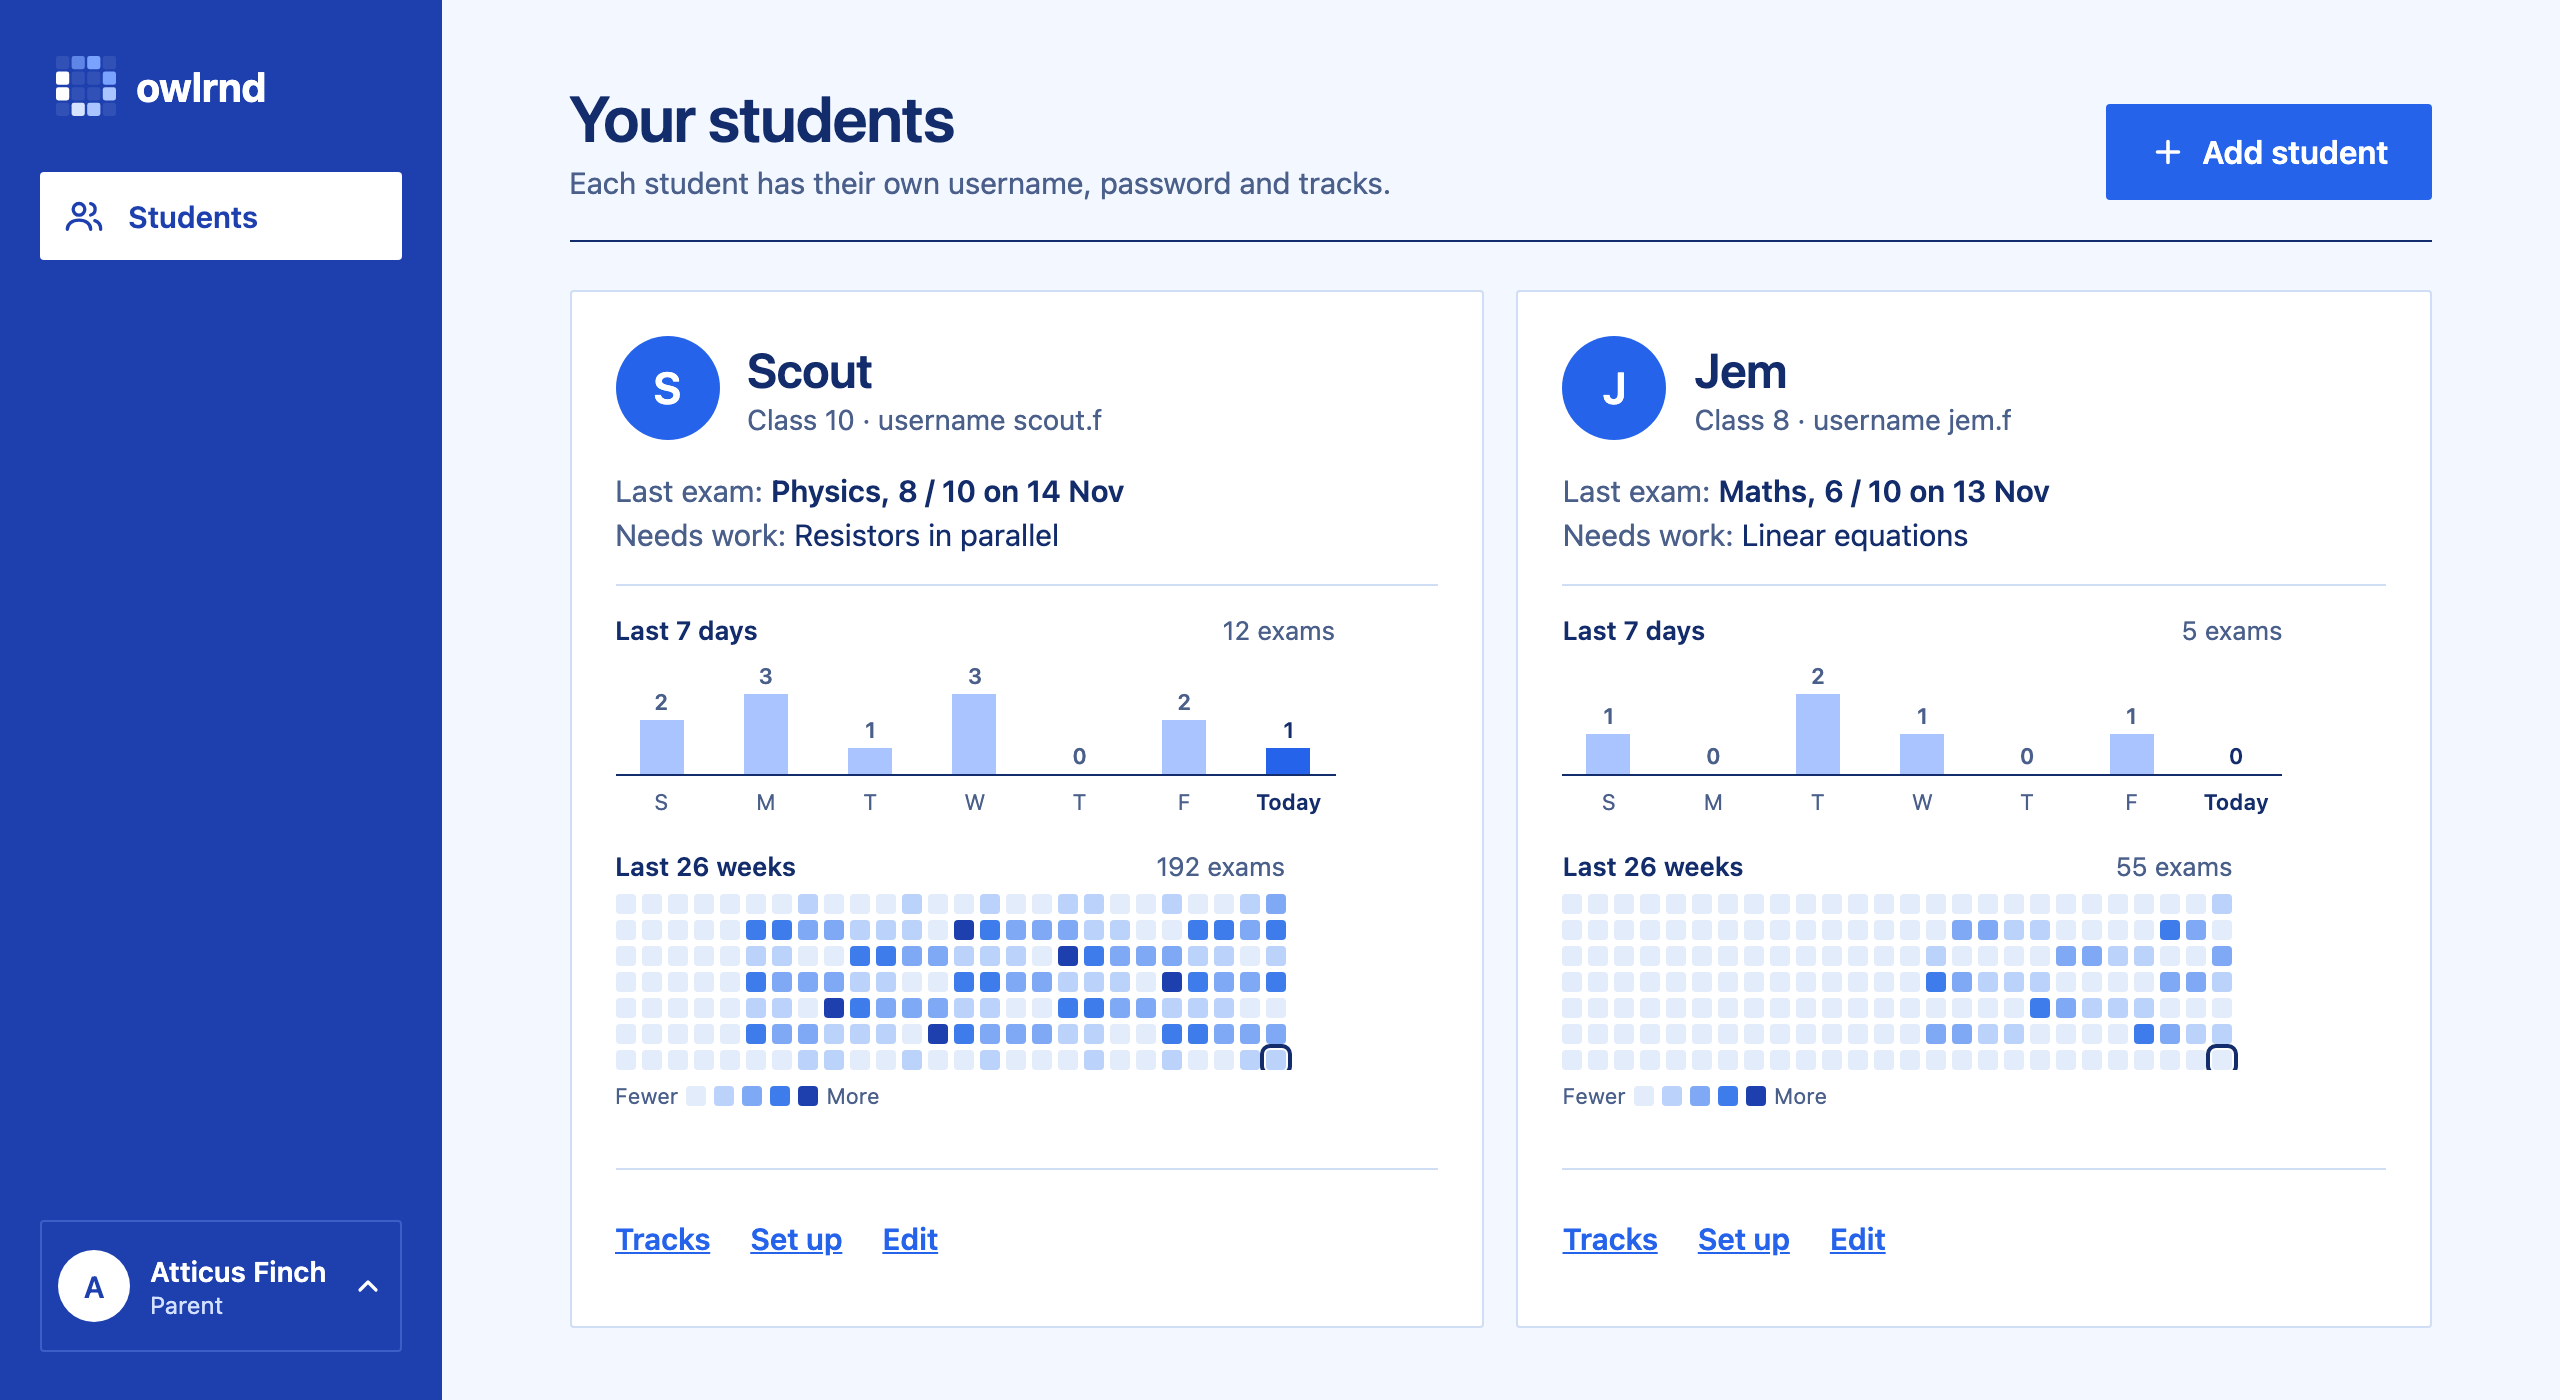 owlrnd
Students
Your students
Each student has their own username, password and tracks.
+ Add student
S
Scout
Class 10 · username scout.f
Last exam: Physics, 8 / 10 on 14 Nov
Needs work: Resistors in parallel
Last 7 days 12 exams
2 3 1 3 0 2 1
S M T W T F Today
Last 26 weeks 192 exams
Fewer More
Tracks Set up Edit
J
Jem
Class 8 · username jem.f
Last exam: Maths, 6 / 10 on 13 Nov
Needs work: Linear equations
Last 7 days 5 exams
1 0 2 1 0 1 0
S M T W T F Today
Last 26 weeks 55 exams
Fewer More
Tracks Set up Edit
A
Atticus Finch
Parent